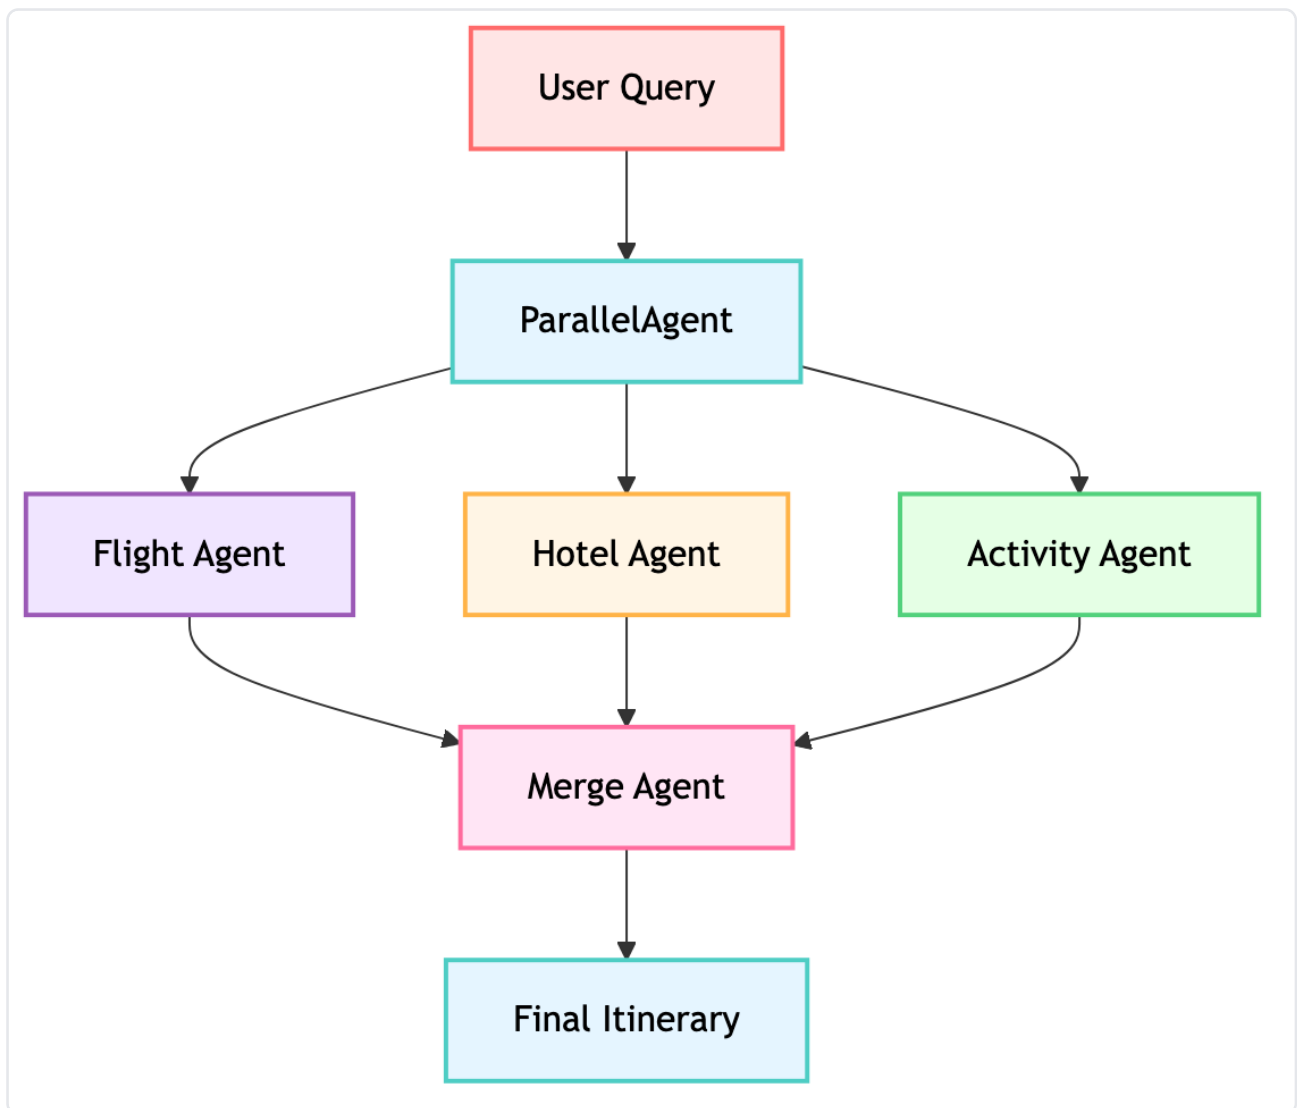 User Query
ParallelAgent
Flight Agent
Hotel Agent
Activity Agent
Merge Agent
Final Itinerary